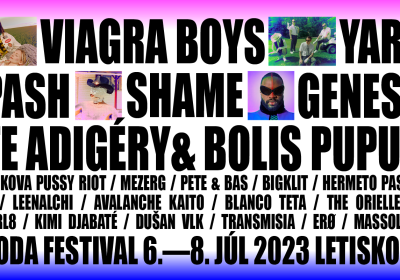 VIAGRA BOYS YAR
PASH SHAME GENES
E ADIGÉRY & BOLIS PUPU
KOVA PUSSY RIOT / MEZERG / PETE & BAS / BIGKLIT / HERMETO PAS
/ LEENALCHI / AVALANCHE KAITO / BLANCO TETA / THE ORIELLE
RL8 / KIMI DJABATÉ / DUŠAN VLK / TRANSMISIA / ERØ / MASSOL
ODA FESTIVAL 6.—8. JÚL 2023 LETISKO